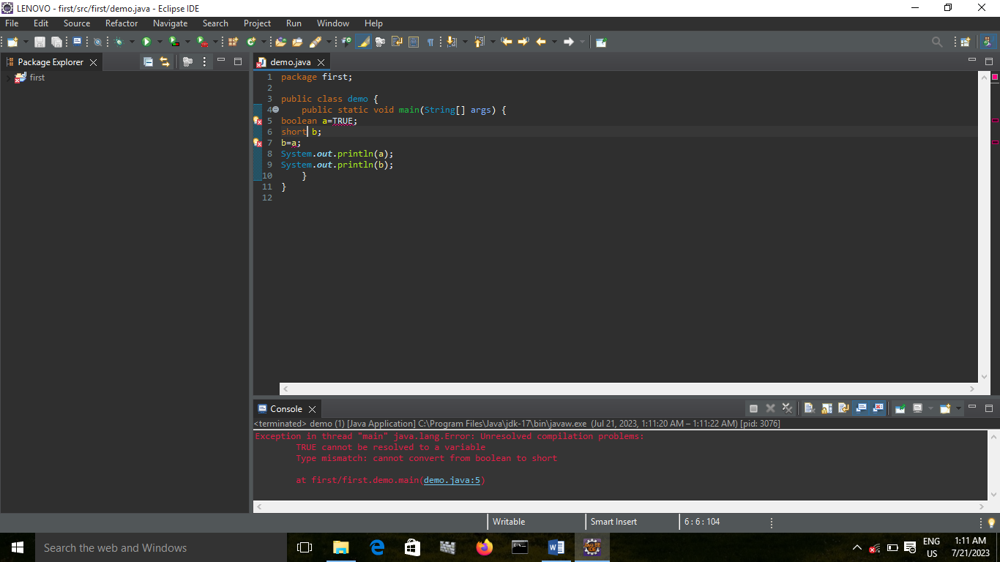 LENOVO - first/src/first/demo.java - Eclipse IDE
File Edit Source Refactor Navigate Search Project Run Window Help
Package Explorer
first
demo.java
1 package first;
2
3 public class demo {
4     public static void main(String[] args) {
5 boolean a=TRUE;
6 short b;
7 b=a;
8 System.out.println(a);
9 System.out.println(b);
10     }
11 }
12
Console
<terminated> demo (1) [Java Application] C:\Program Files\Java\jdk-17\bin\javaw.exe (Jul 21, 2023, 1:11:20 AM – 1:11:22 AM) [pid: 3076]
Exception in thread "main" java.lang.Error: Unresolved compilation problems:
        TRUE cannot be resolved to a variable
        Type mismatch: cannot convert from boolean to short
        at first/first.demo.main(demo.java:5)
Writable Smart Insert 6 : 6 : 104
Search the web and Windows
ENG
US
1:11 AM
7/21/2023